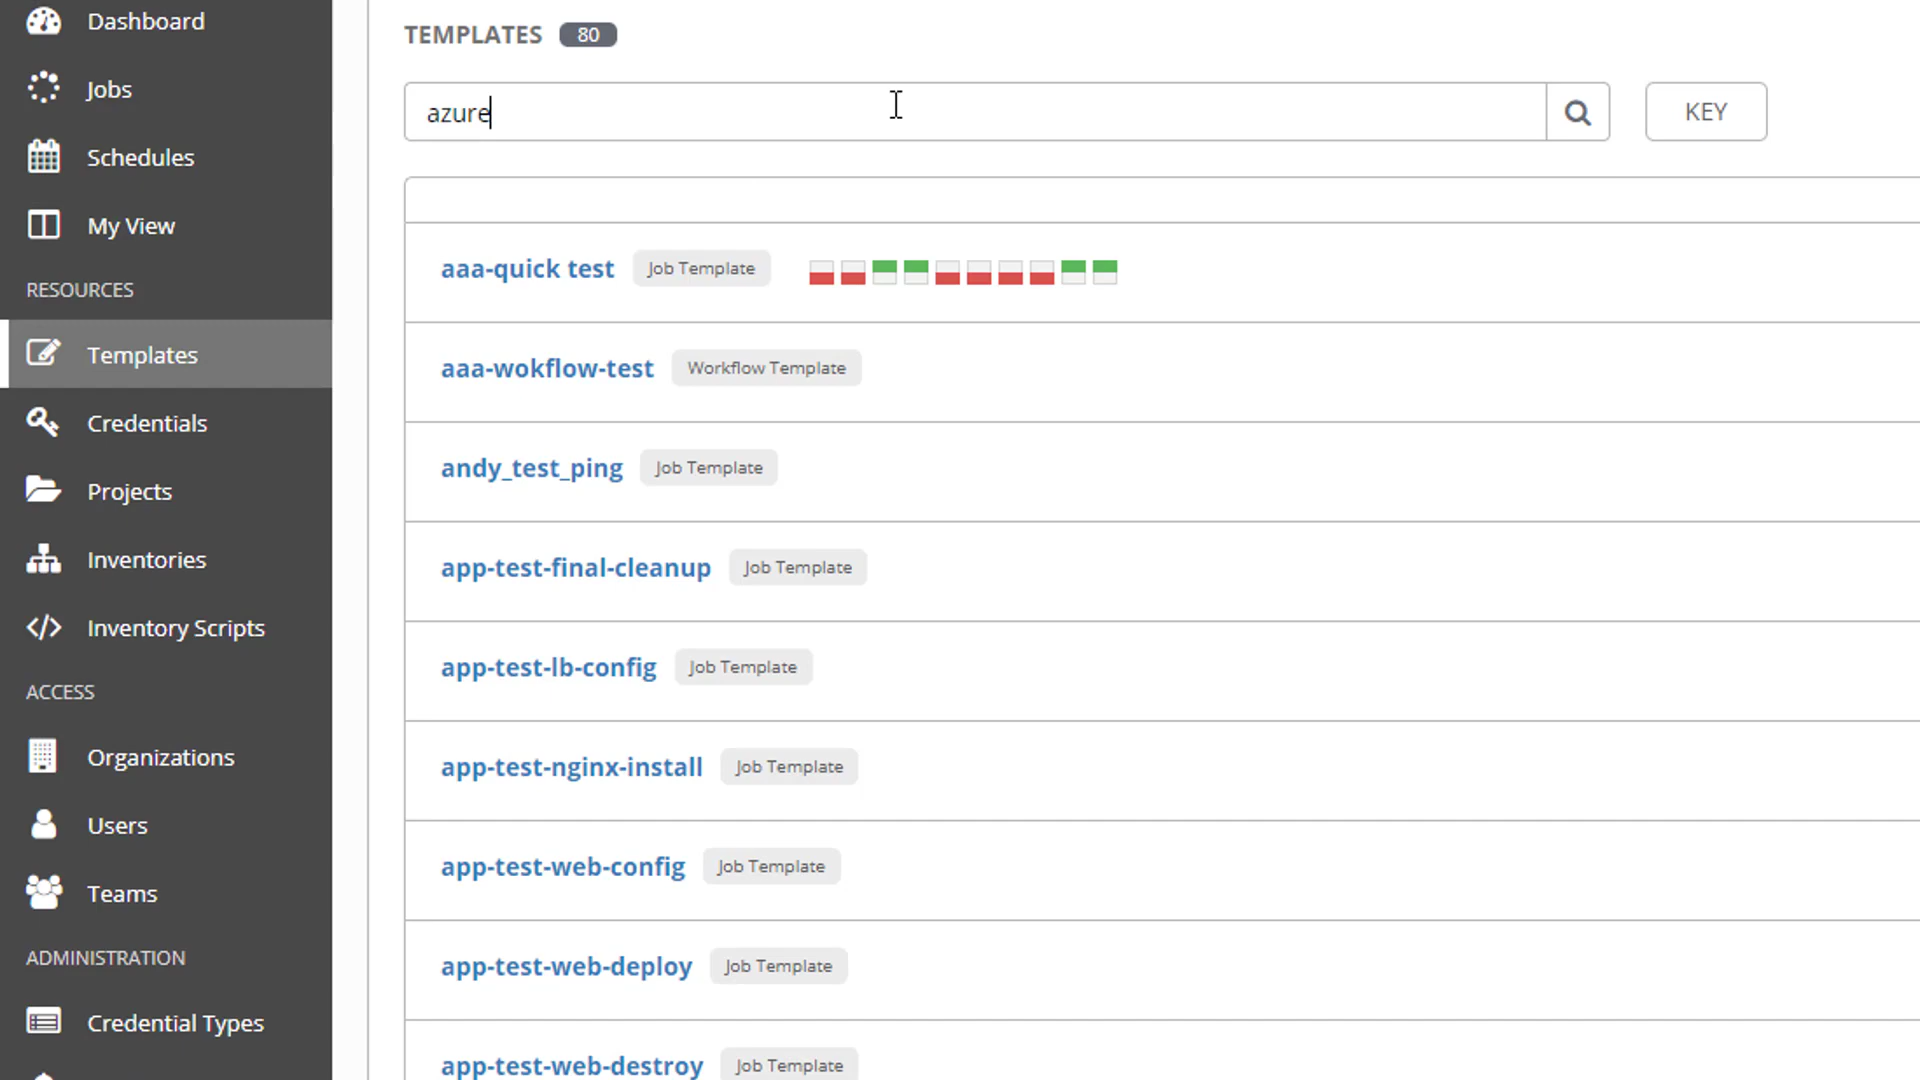 Dashboard
Jobs
Schedules
My View
RESOURCES
Templates
Credentials
Projects
Inventories
Inventory Scripts
ACCESS
Organizations
Users
Teams
ADMINISTRATION
Credential Types
TEMPLATES 80
azure
KEY
aaa-quick test Job Template
aaa-wokflow-test Workflow Template
andy_test_ping Job Template
app-test-final-cleanup Job Template
app-test-lb-config Job Template
app-test-nginx-install Job Template
app-test-web-config Job Template
app-test-web-deploy Job Template
app-test-web-destroy Job Template